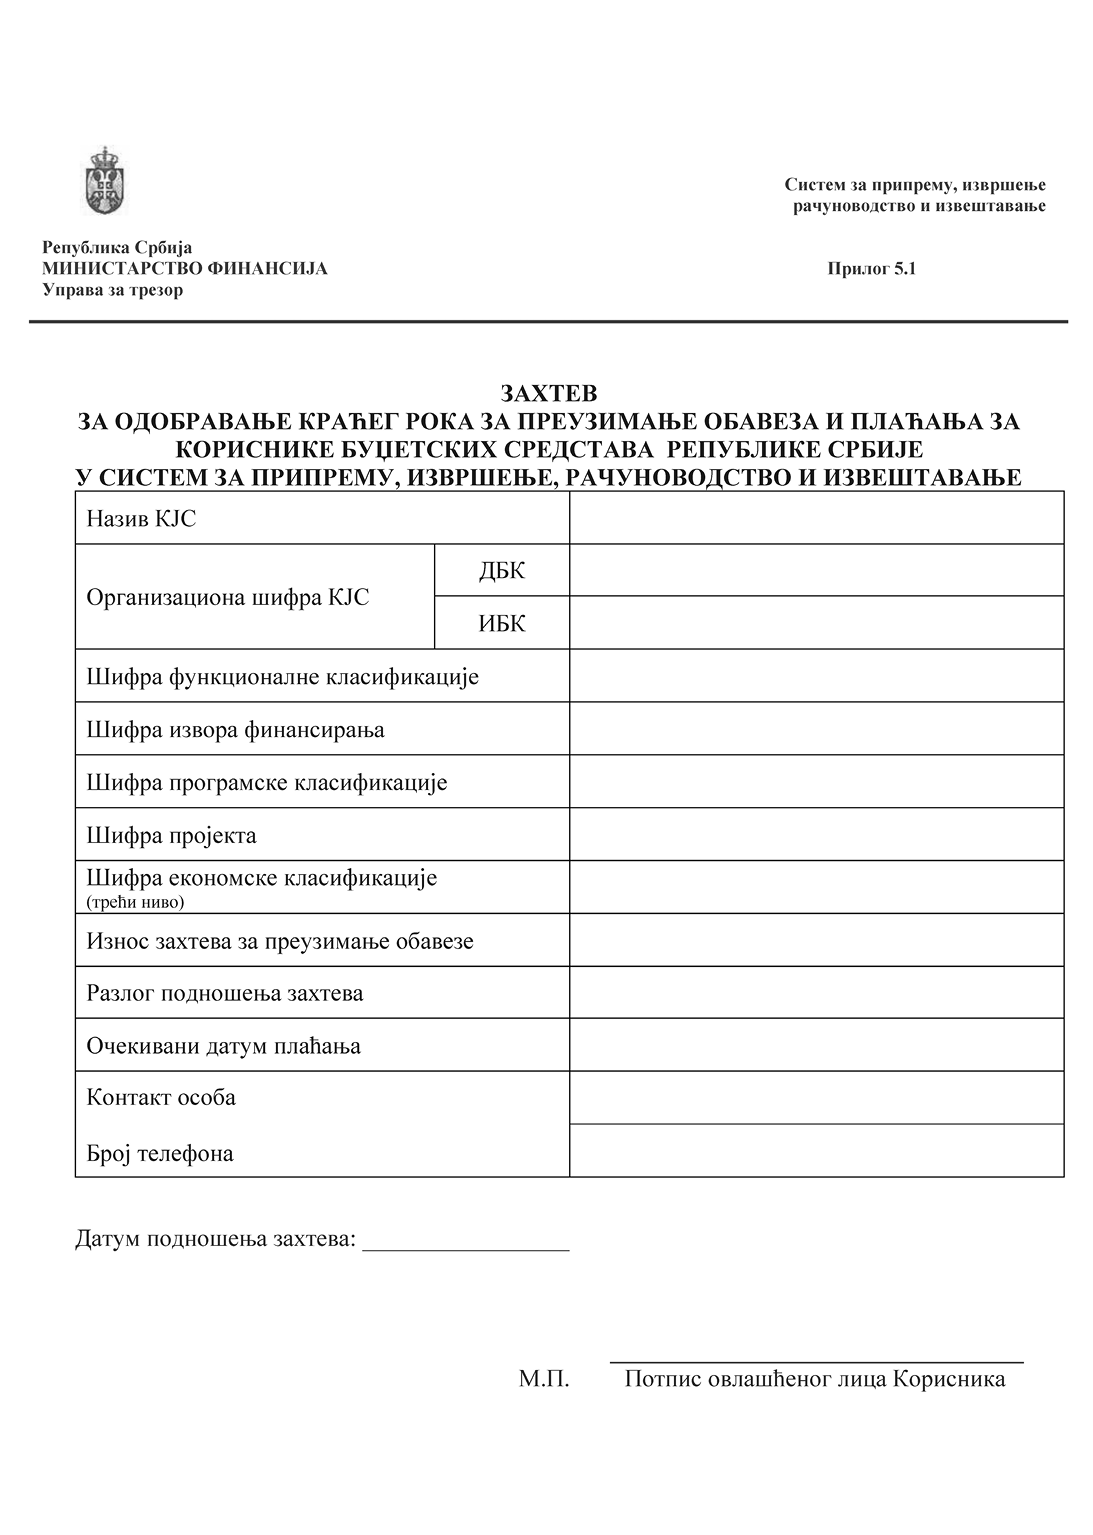 Систем за припрему, извршење
рачуноводство и извештавање
Република Србија
МИНИСТАРСТВО ФИНАНСИЈА
Управа за трезор
Прилог 5.1
ЗАХТЕВ
ЗА ОДОБРАВАЊЕ КРАЋЕГ РОКА ЗА ПРЕУЗИМАЊЕ ОБАВЕЗА И ПЛАЋАЊА ЗА
КОРИСНИКЕ БУЏЕТСКИХ СРЕДСТАВА РЕПУБЛИКЕ СРБИЈЕ
У СИСТЕМ ЗА ПРИПРЕМУ, ИЗВРШЕЊЕ, РАЧУНОВОДСТВО И ИЗВЕШТАВАЊЕ
Назив КЈС
Организациона шифра КЈС
ДБК
ИБК
Шифра функционалне класификације
Шифра извора финансирања
Шифра програмске класификације
Шифра пројекта
Шифра економске класификације
(трећи ниво)
Износ захтева за преузимање обавезе
Разлог подношења захтева
Очекивани датум плаћања
Контакт особа
Број телефона
Датум подношења захтева: _________________
М.П.
Потпис овлашћеног лица Корисника